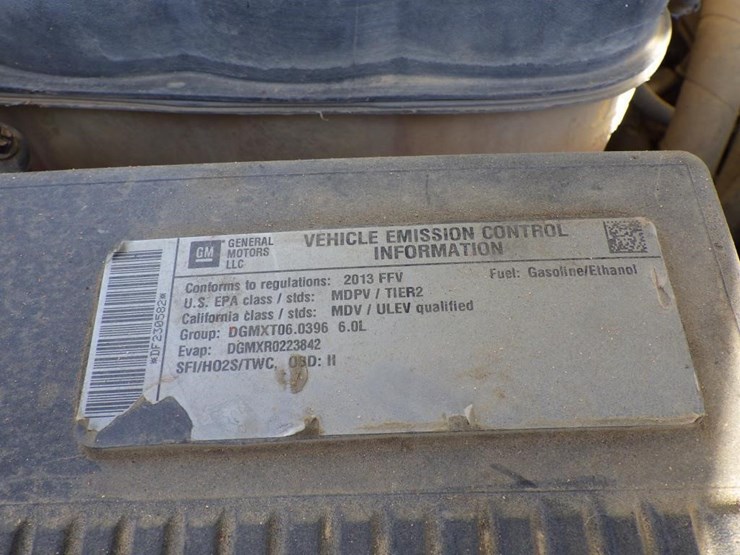 *DF230582*
GM
GENERAL
MOTORS
LLC
VEHICLE EMISSION CONTROL
INFORMATION
Conforms to regulations: 2013 FFV
Fuel: Gasoline/Ethanol
U.S. EPA class / stds: MDPV / TIER2
California class / stds: MDV / ULEV qualified
Group: DGMXT06.0396 6.0L
Evap: DGMXR0223842
SFI/HO2S/TWC, OBD: II